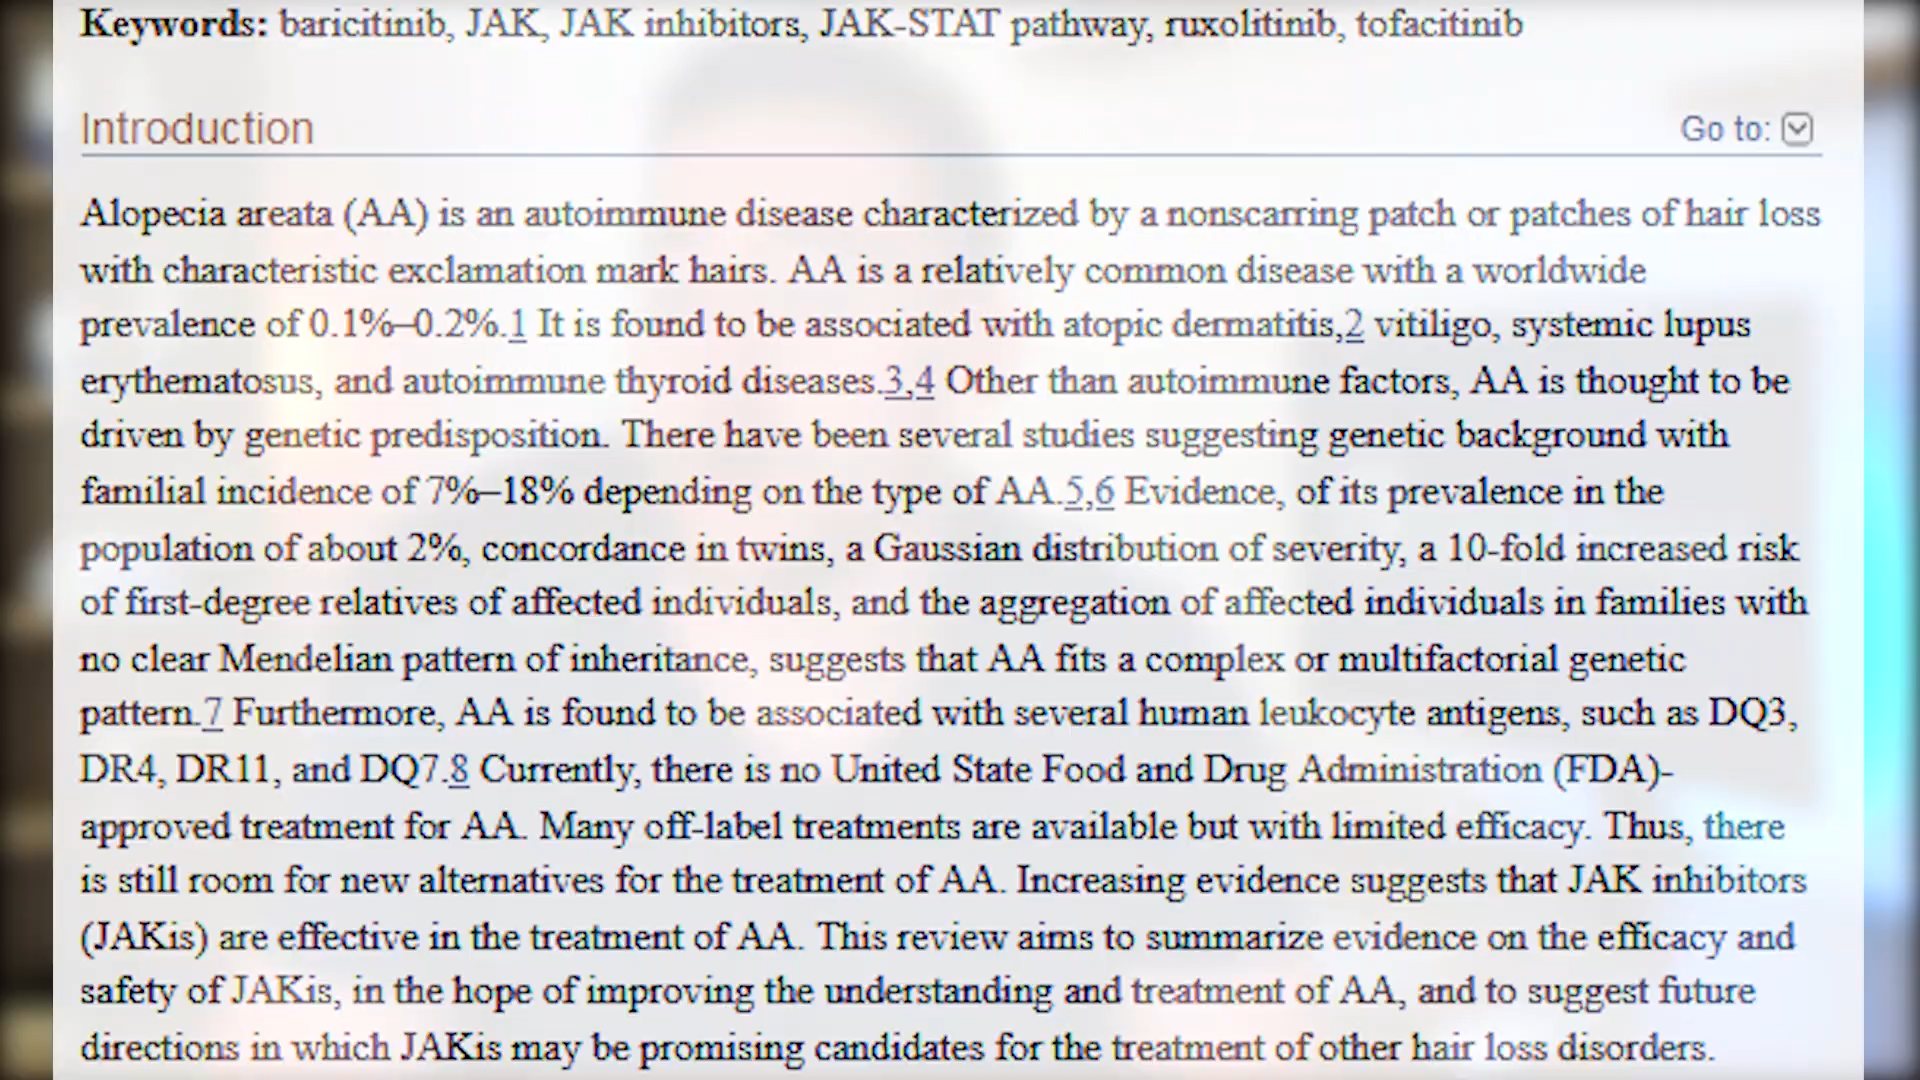 Keywords: baricitinib, JAK, JAK inhibitors, JAK-STAT pathway, ruxolitinib, tofacitinib
Introduction
Go to:
Alopecia areata (AA) is an autoimmune disease characterized by a nonscarring patch or patches of hair loss
with characteristic exclamation mark hairs. AA is a relatively common disease with a worldwide
prevalence of 0.1%–0.2%.1 It is found to be associated with atopic dermatitis,2 vitiligo, systemic lupus
erythematosus, and autoimmune thyroid diseases.3,4 Other than autoimmune factors, AA is thought to be
driven by genetic predisposition. There have been several studies suggesting genetic background with
familial incidence of 7%–18% depending on the type of AA.5,6 Evidence, of its prevalence in the
population of about 2%, concordance in twins, a Gaussian distribution of severity, a 10-fold increased risk
of first-degree relatives of affected individuals, and the aggregation of affected individuals in families with
no clear Mendelian pattern of inheritance, suggests that AA fits a complex or multifactorial genetic
pattern.7 Furthermore, AA is found to be associated with several human leukocyte antigens, such as DQ3,
DR4, DR11, and DQ7.8 Currently, there is no United State Food and Drug Administration (FDA)-
approved treatment for AA. Many off-label treatments are available but with limited efficacy. Thus, there
is still room for new alternatives for the treatment of AA. Increasing evidence suggests that JAK inhibitors
(JAKis) are effective in the treatment of AA. This review aims to summarize evidence on the efficacy and
safety of JAKis, in the hope of improving the understanding and treatment of AA, and to suggest future
directions in which JAKis may be promising candidates for the treatment of other hair loss disorders.